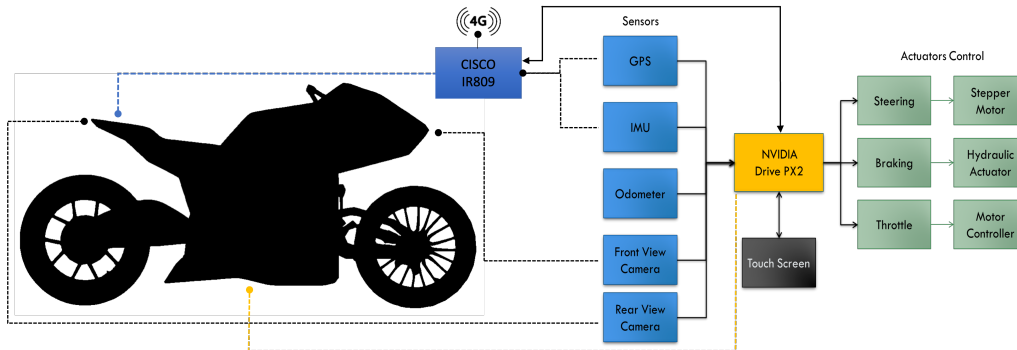 4G
Sensors
CISCO
IR809
GPS
Actuators Control
Steering
Stepper
Motor
IMU
NVIDIA
Drive PX2
Braking
Hydraulic
Actuator
Odometer
Throttle
Motor
Controller
Front View
Camera
Touch Screen
Rear View
Camera